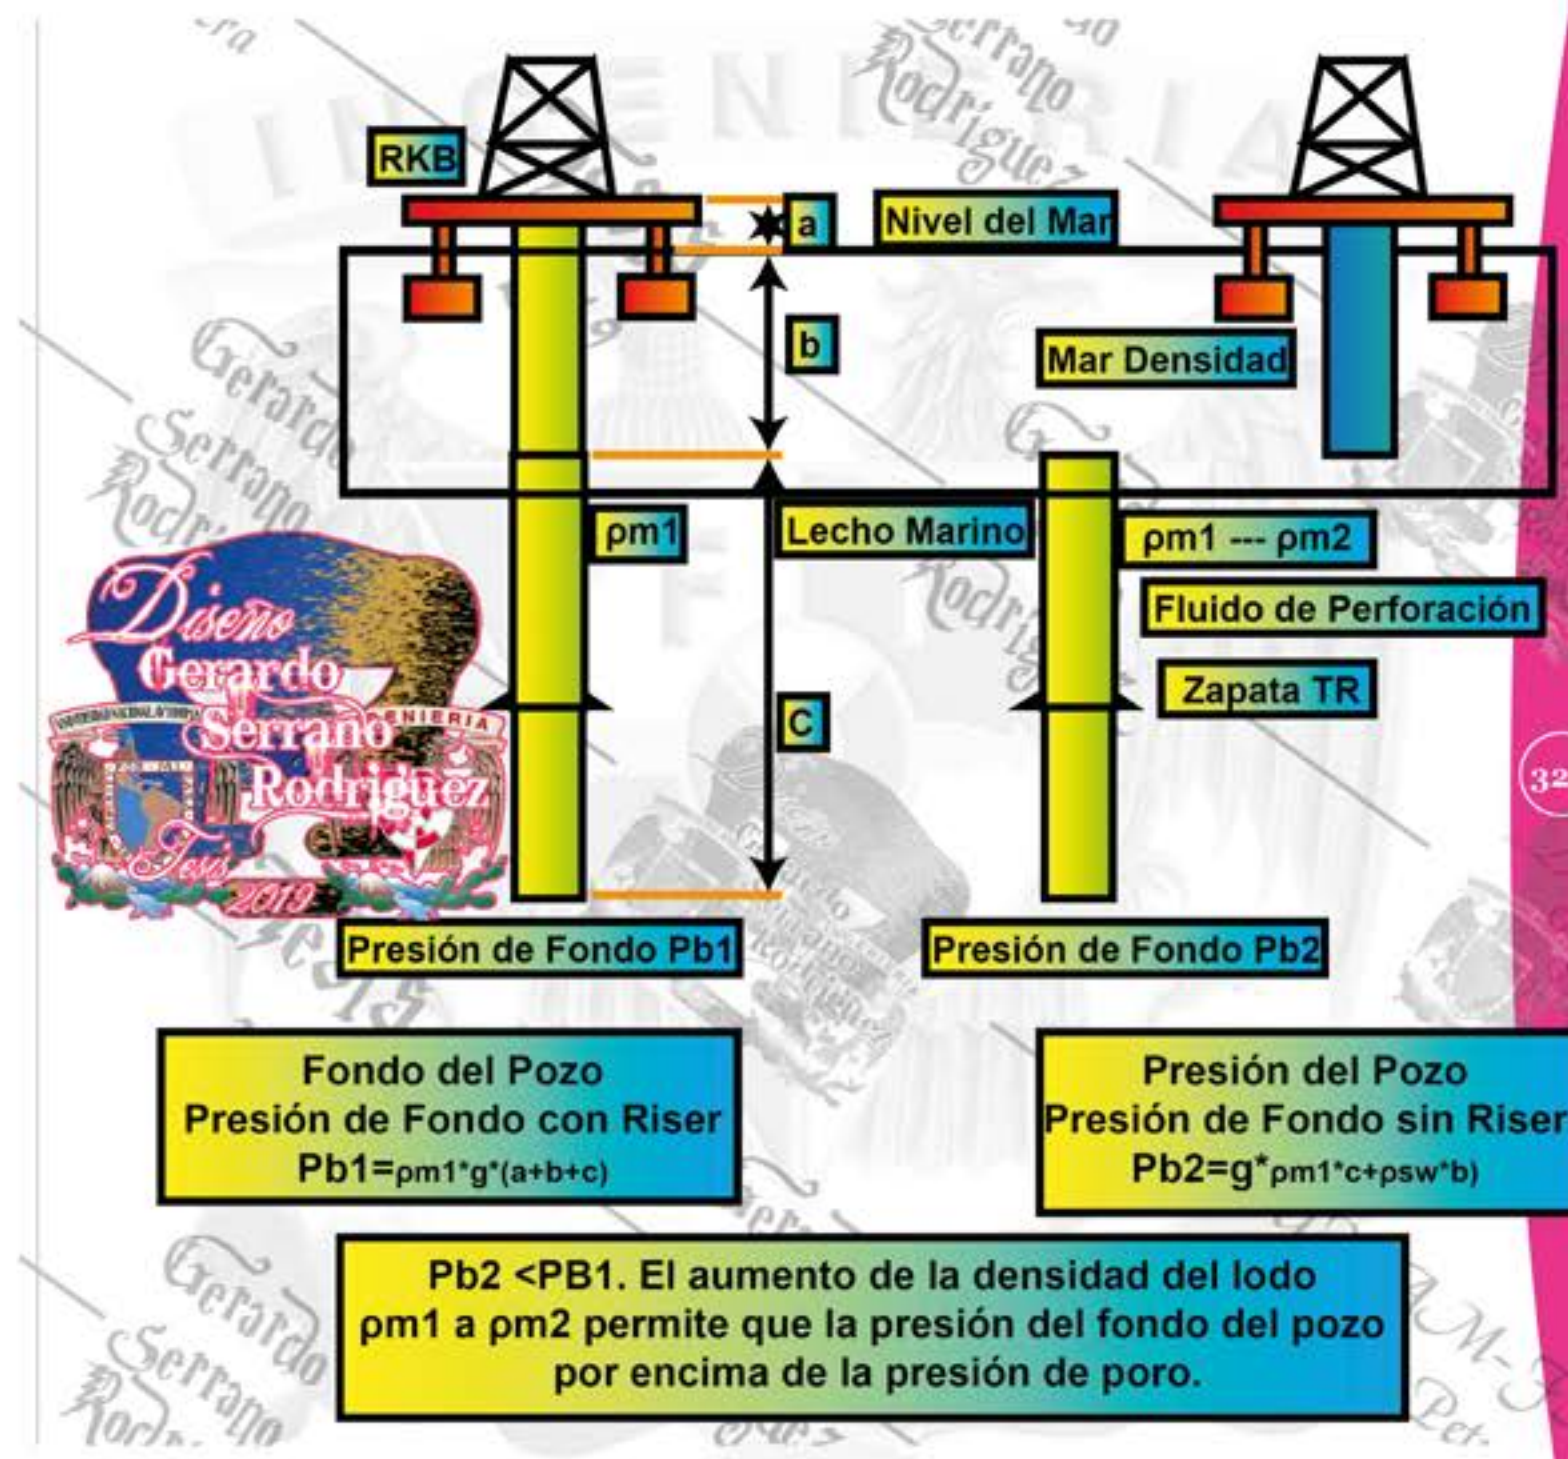 RKB
a
Nivel del Mar
b
Mar Densidad
ρm1
Lecho Marino
ρm1 --- ρm2
Fluido de Perforación
Zapata TR
C
Diseño
Gerardo
Serrano
Rodriguez
Tesis
2019
32
Presión de Fondo Pb1
Presión de Fondo Pb2
Fondo del Pozo
Presión de Fondo con Riser
Pb1=ρm1*g*(a+b+c)
Presión del Pozo
Presión de Fondo sin Riser
Pb2=g*ρm1*c+ρsw*b)
Pb2 <PB1. El aumento de la densidad del lodo
ρm1 a ρm2 permite que la presión del fondo del pozo
por encima de la presión de poro.